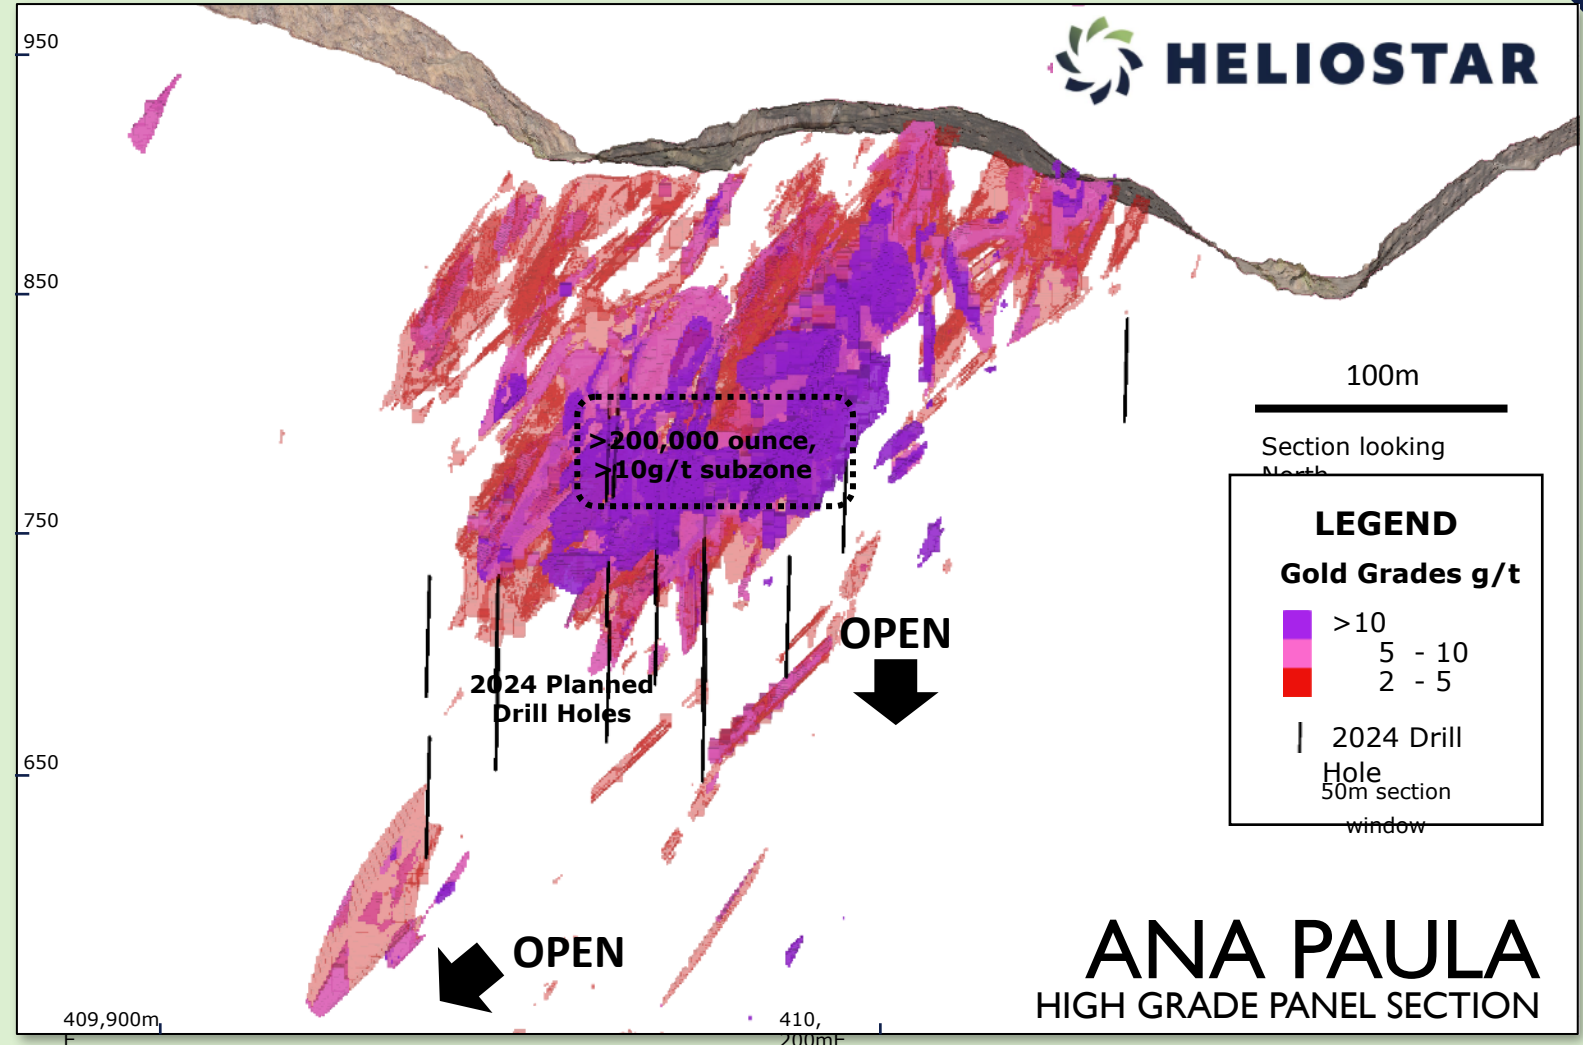 950
HELIOSTAR
850
100m
Section looking
North
>200,000 ounce,
>10g/t subzone
750
LEGEND
Gold Grades g/t
>10
5 - 10
2 - 5
2024 Drill
Hole
50m section
window
OPEN
2024 Planned
Drill Holes
650
OPEN
ANA PAULA
HIGH GRADE PANEL SECTION
409,900m
E
410,
200mE